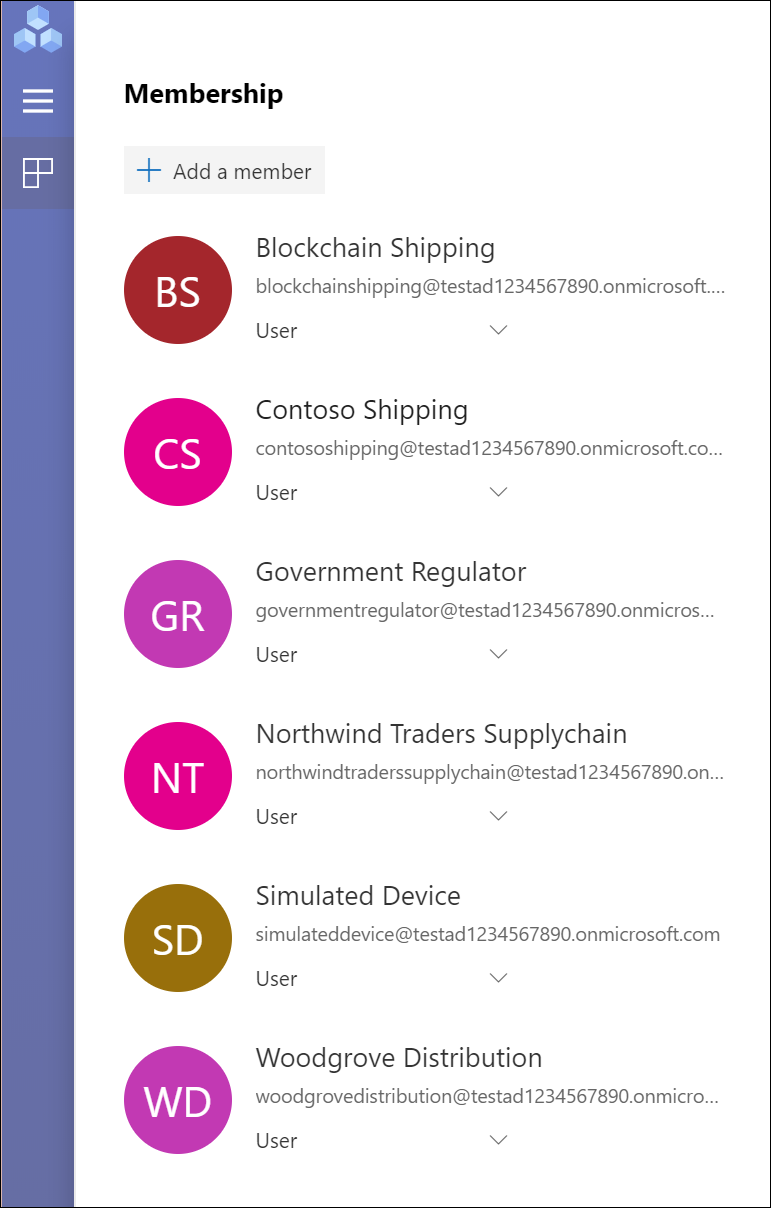 Membership
Add a member
BS
Blockchain Shipping
blockchainshipping@testad1234567890.onmicrosoft....
User
CS
Contoso Shipping
contososhipping@testad1234567890.onmicrosoft.co...
User
GR
Government Regulator
governmentregulator@testad1234567890.onmicros...
User
NT
Northwind Traders Supplychain
northwindtraderssupplychain@testad1234567890.on...
User
SD
Simulated Device
simulateddevice@testad1234567890.onmicrosoft.com
User
WD
Woodgrove Distribution
woodgrovedistribution@testad1234567890.onmicro...
User